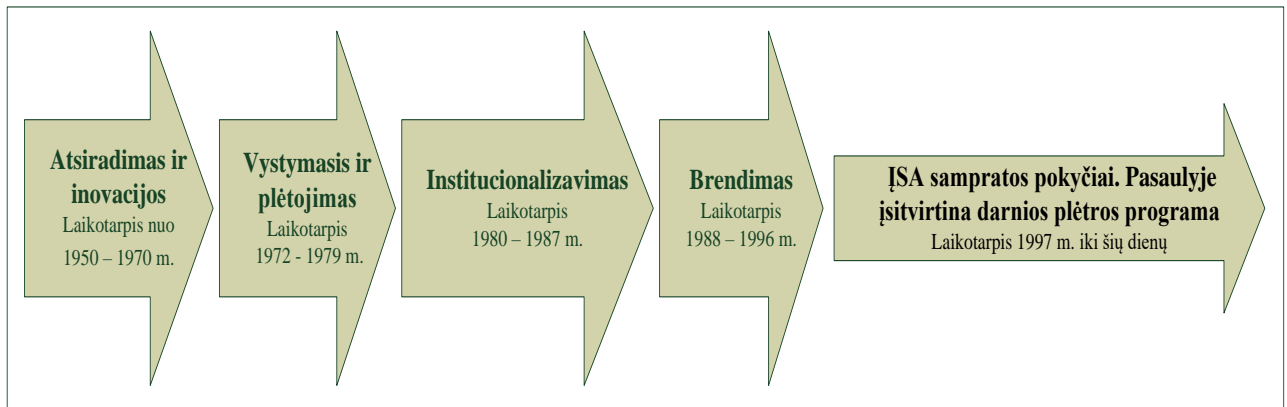 Atsiradimas ir
inovacijos
Laikotarpis nuo
1950 – 1970 m.
Vystymasis ir
plėtojimas
Laikotarpis
1972 - 1979 m.
Institucionalizavimas
Laikotarpis
1980 – 1987 m.
Brendimas
Laikotarpis
1988 – 1996 m.
ĮSA sampratos pokyčiai. Pasaulyje
įsitvirtina darnios plėtros programa
Laikotarpis 1997 m. iki šių dienų